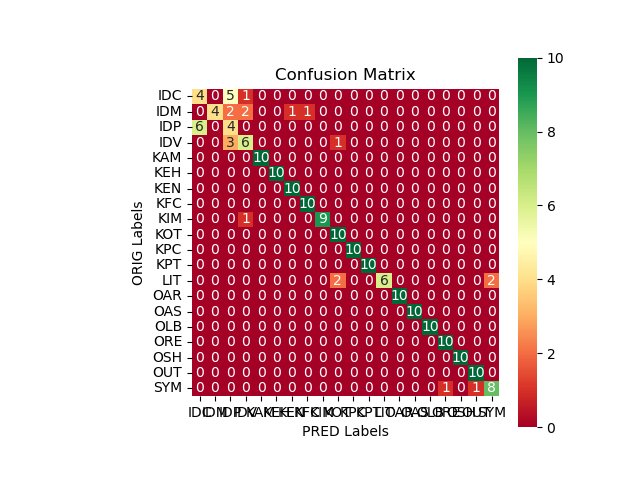 Confusion Matrix
IDC 4 0 5 1 0 0 0 0 0 0 0 0 0 0 0 0 0 0 0 0 
IDM 0 4 2 2 0 0 1 1 0 0 0 0 0 0 0 0 0 0 0 0
IDP 6 0 4 0 0 0 0 0 0 0 0 0 0 0 0 0 0 0 0 0
IDV 0 0 3 6 0 0 0 0 0 1 0 0 0 0 0 0 0 0 0 0
KAM 0 0 0 0 10 0 0 0 0 0 0 0 0 0 0 0 0 0 0 0
KEH 0 0 0 0 0 10 0 0 0 0 0 0 0 0 0 0 0 0 0 0
KEN 0 0 0 0 0 0 10 0 0 0 0 0 0 0 0 0 0 0 0 0
KFC 0 0 0 0 0 0 0 10 0 0 0 0 0 0 0 0 0 0 0 0
KIM 0 0 0 1 0 0 0 0 9 0 0 0 0 0 0 0 0 0 0 0
KOT 0 0 0 0 0 0 0 0 0 10 0 0 0 0 0 0 0 0 0 0
KPC 0 0 0 0 0 0 0 0 0 0 10 0 0 0 0 0 0 0 0 0
KPT 0 0 0 0 0 0 0 0 0 0 0 10 0 0 0 0 0 0 0 0
LIT 0 0 0 0 0 0 0 0 0 2 0 0 6 0 0 0 0 0 0 2
OAR 0 0 0 0 0 0 0 0 0 0 0 0 0 10 0 0 0 0 0 0
OAS 0 0 0 0 0 0 0 0 0 0 0 0 0 0 10 0 0 0 0 0
OLB 0 0 0 0 0 0 0 0 0 0 0 0 0 0 0 10 0 0 0 0
ORE 0 0 0 0 0 0 0 0 0 0 0 0 0 0 0 0 10 0 0 0
OSH 0 0 0 0 0 0 0 0 0 0 0 0 0 0 0 0 0 10 0 0
OUT 0 0 0 0 0 0 0 0 0 0 0 0 0 0 0 0 0 0 10 0
SYM 0 0 0 0 0 0 0 0 0 0 0 0 0 0 0 0 1 0 1 8
IDC IDM IDP IDV KAM KEH KEN KFC KIM KOT KPC KPT LIT OAR OAS OLB ORE OSH OUT SYM
PRED Labels
ORIG Labels
10
8
6
4
2
0